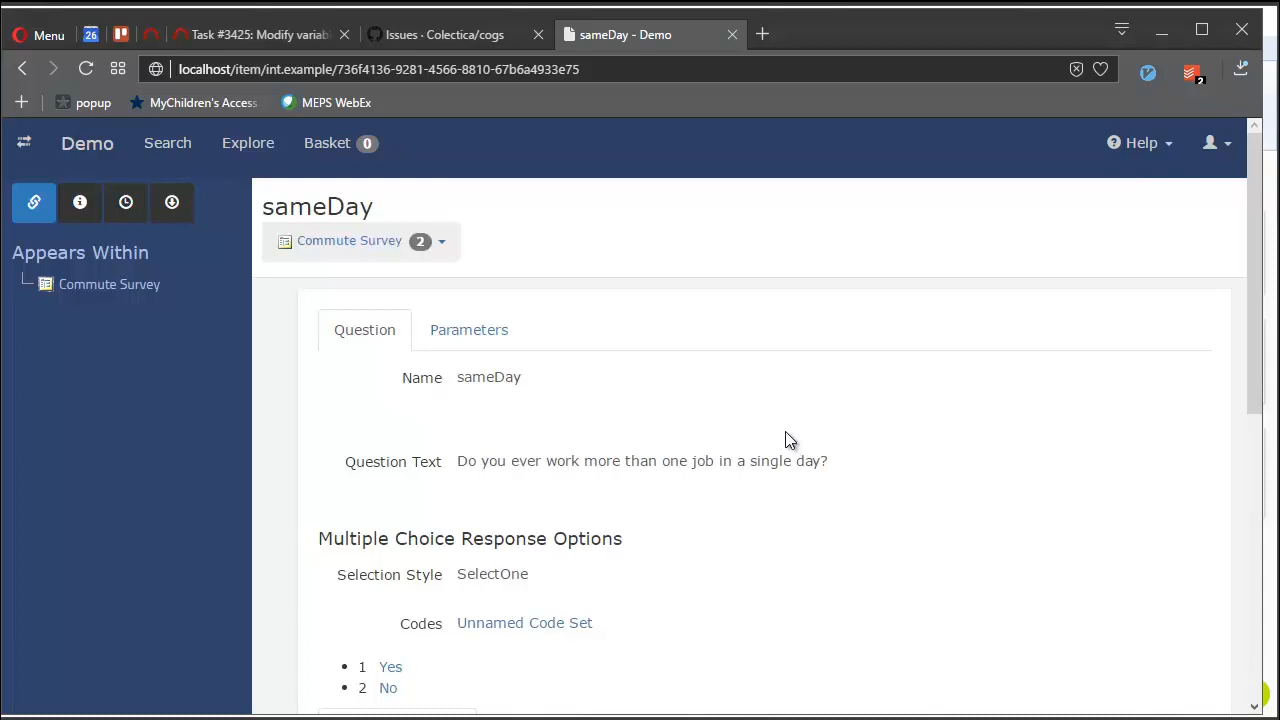 Menu 26 Task #3425: Modify variab Issues · Colectica/cogs sameDay - Demo
localhost/item/int.example/736f4136-9281-4566-8810-67b6a4933e75 2
popup MyChildren's Access MEPS WebEx
Demo Search Explore Basket 0 Help
sameDay
Commute Survey 2
Appears Within
Commute Survey
Question Parameters
Name sameDay
Question Text Do you ever work more than one job in a single day?
Multiple Choice Response Options
Selection Style SelectOne
Codes Unnamed Code Set
• 1 Yes
• 2 No